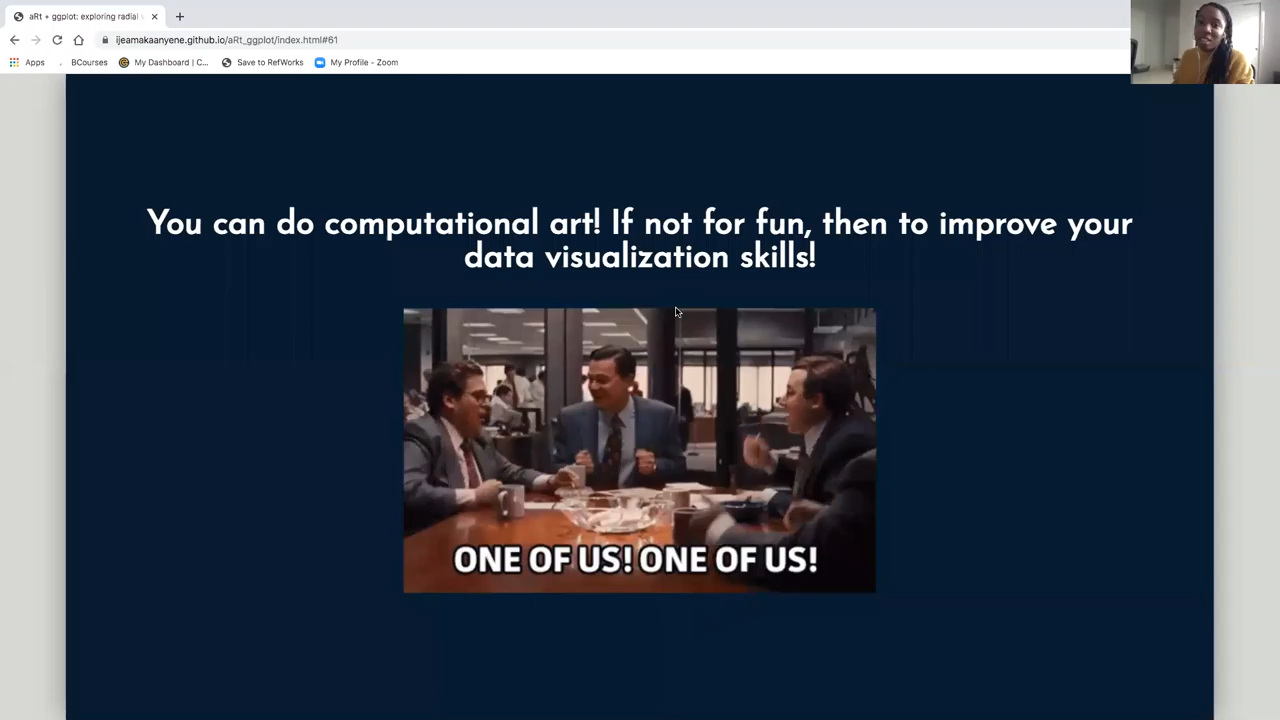 aRt + ggplot: exploring radial
ijeamakaanyene.github.io/aRt_ggplot/index.html#61
Apps
BCourses
My Dashboard | C...
Save to RefWorks
My Profile - Zoom
You can do computational art! If not for fun, then to improve your
data visualization skills!
ONE OF US! ONE OF US!